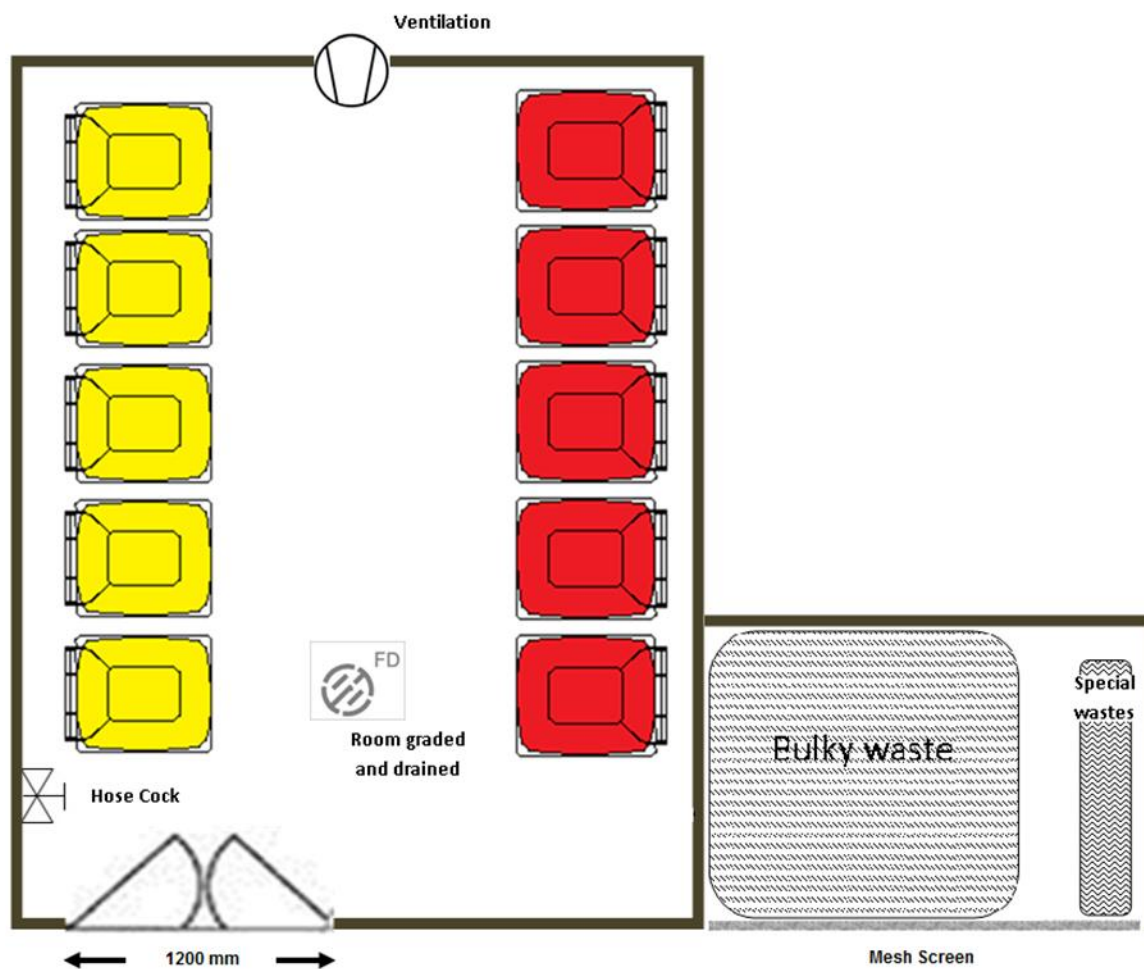 Ventilation
FD
Room graded
and drained
Hose Cock
Bulky waste
Special
wastes
1200 mm
Mesh Screen